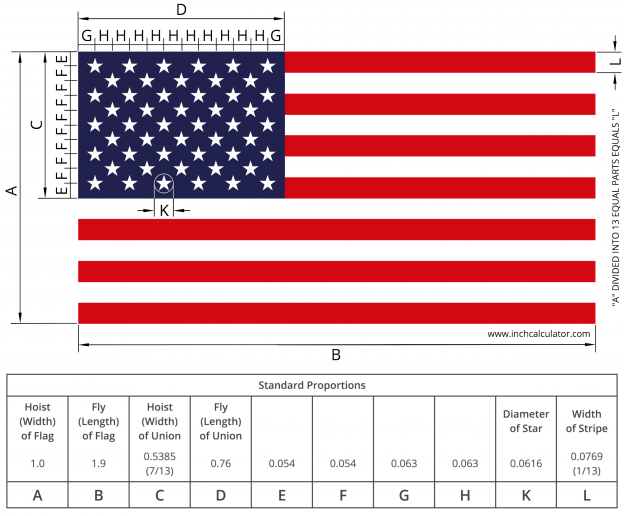 D
G H H H H H H H H H H G
E
F
F
F
F
F
F
F
F
E
C
A
K
L
"A" DIVIDED INTO 13 EQUAL PARTS EQUALS "L"
www.inchcalculator.com
B
Standard Proportions
Hoist (Width) of Flag
Fly (Length) of Flag
Hoist (Width) of Union
Fly (Length) of Union
Diameter of Star
Width of Stripe
1.0 1.9 0.5385 (7/13) 0.76 0.054 0.054 0.063 0.063 0.0616 0.0769 (1/13)
A B C D E F G H K L